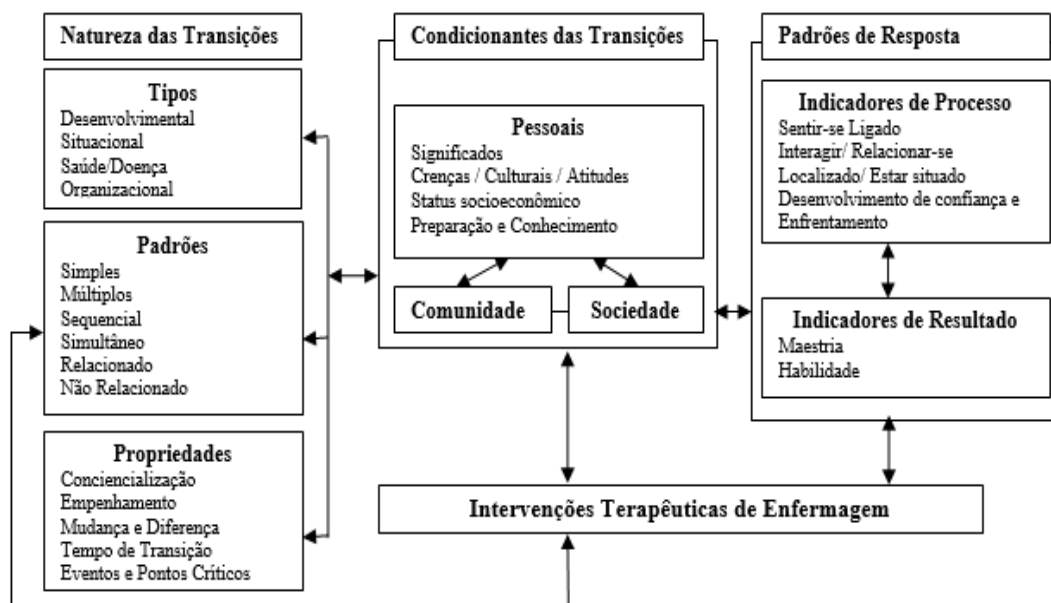 Natureza das Transições
Tipos
Desenvolvimental
Situacional
Saúde/Doença
Organizacional
Padrões
Simples
Múltiplos
Sequencial
Simultâneo
Relacionado
Não Relacionado
Propriedades
Conciencialização
Empenhamento
Mudança e Diferença
Tempo de Transição
Eventos e Pontos Críticos
Condicionantes das Transições
Pessoais
Significados
Crenças / Culturais / Atitudes
Status socioeconômico
Preparação e Conhecimento
Comunidade
Sociedade
Padrões de Resposta
Indicadores de Processo
Sentir-se Ligado
Interagir/ Relacionar-se
Localizado/ Estar situado
Desenvolvimento de confiança e
Enfrentamento
Indicadores de Resultado
Maestria
Habilidade
Intervenções Terapêuticas de Enfermagem